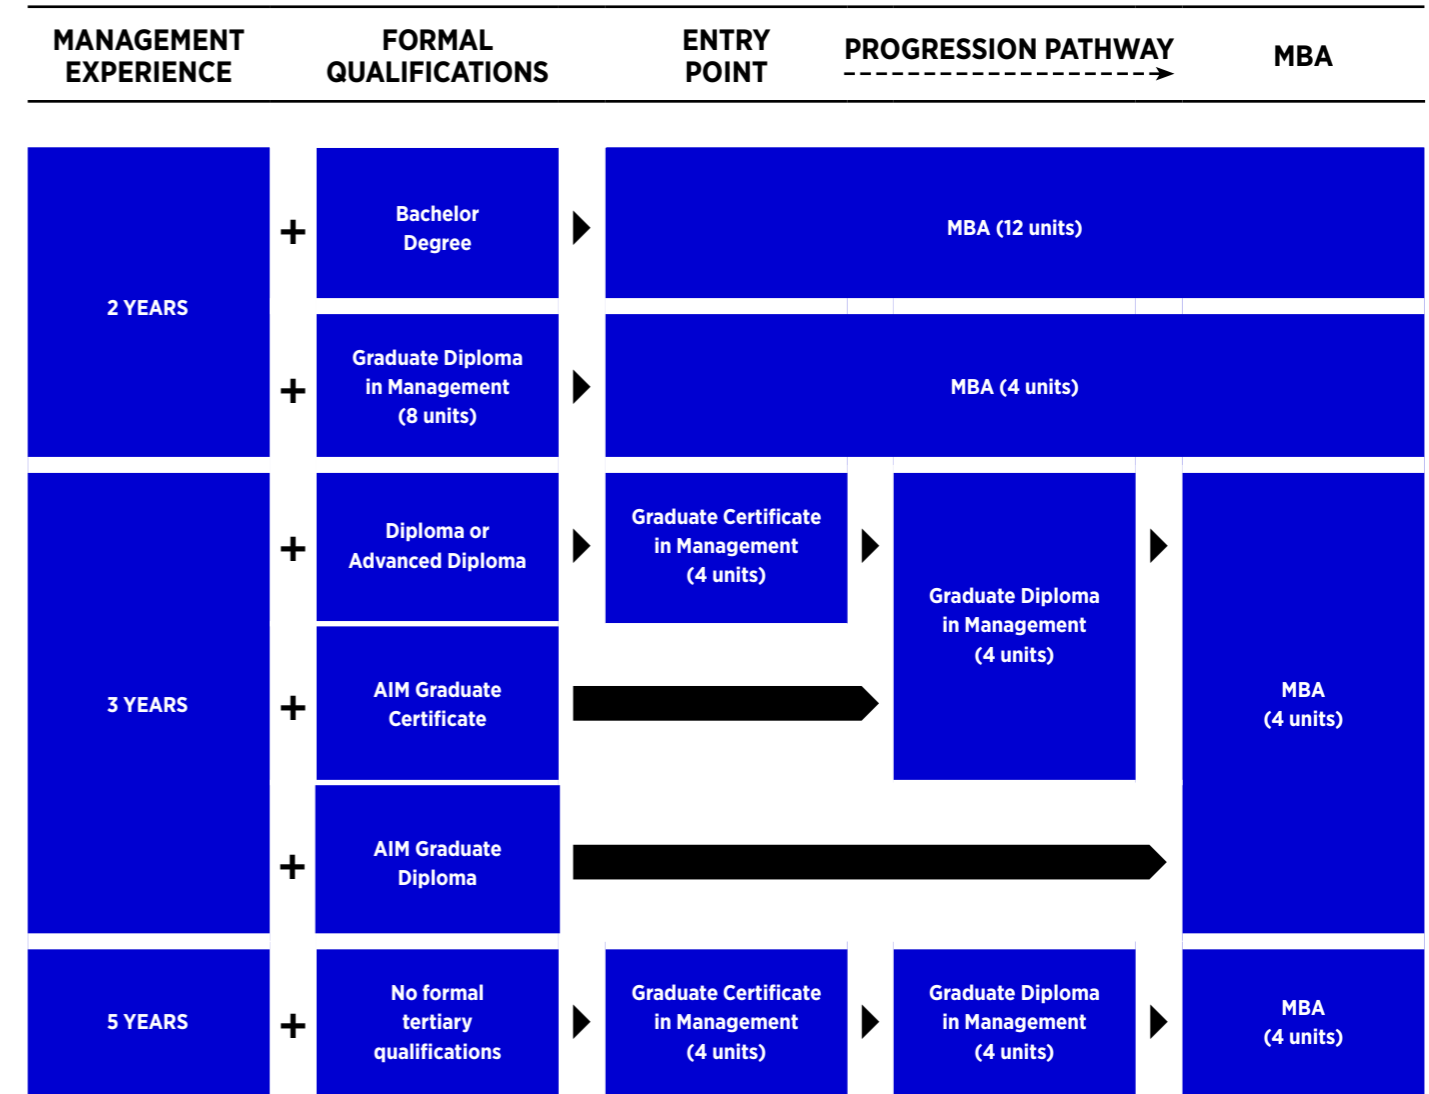 MANAGEMENT
EXPERIENCE
FORMAL
QUALIFICATIONS
ENTRY
POINT
PROGRESSION PATHWAY
MBA
2 YEARS
+
Bachelor
Degree
MBA (12 units)
+
Graduate Diploma
in Management
(8 units)
MBA (4 units)
3 YEARS
+
Diploma or
Advanced Diploma
Graduate Certificate
in Management
(4 units)
Graduate Diploma
in Management
(4 units)
MBA
(4 units)
+
AIM Graduate
Certificate
+
AIM Graduate
Diploma
5 YEARS
+
No formal
tertiary
qualifications
Graduate Certificate
in Management
(4 units)
Graduate Diploma
in Management
(4 units)
MBA
(4 units)